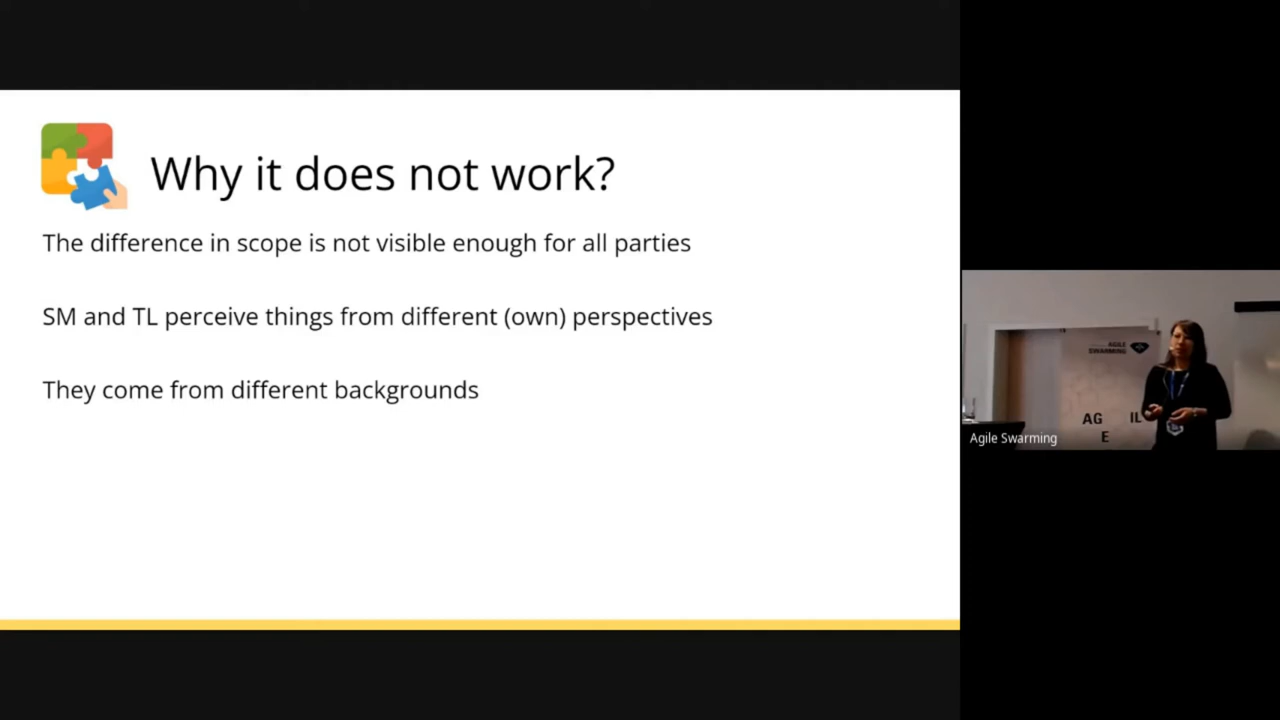 Why it does not work?
The difference in scope is not visible enough for all parties
SM and TL perceive things from different (own) perspectives
They come from different backgrounds
AGILE
SWARMING
AG IL
E
Agile Swarming